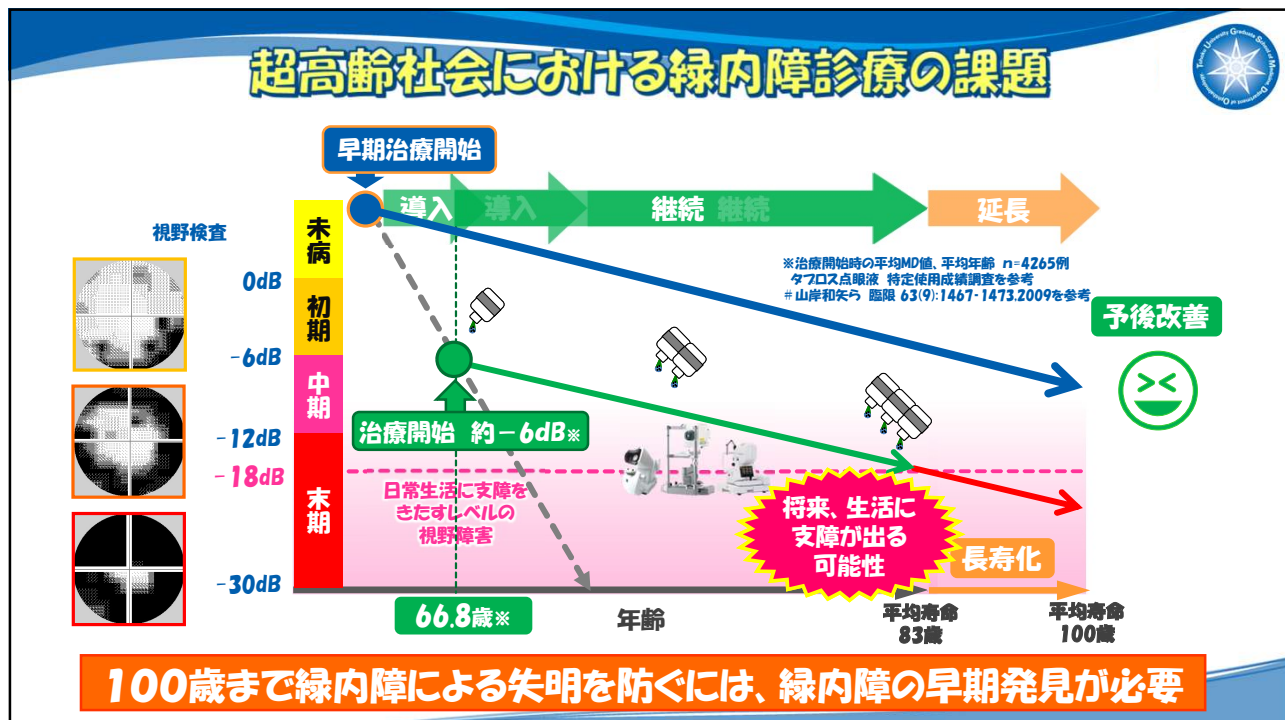 超高齢社会における緑内障診療の課題
Tohoku University Graduate School of Medicine, Department of Ophthalmology
早期治療開始
導入
導入
継続 継続
延長
視野検査
未病
初期
中期
末期
0dB
-6dB
-12dB
-18dB
-30dB
※治療開始時の平均MD値、平均年齢 n=4265例
タプロス点眼液 特定使用成績調査を参考
#山岸和矢ら 臨眼 63(9):1467-1473.2009を参考
予後改善
治療開始 約-6dB※
日常生活に支障を
きたすレベルの
視野障害
将来、生活に
支障が出る
可能性
長寿化
66.8歳※
年齢
平均寿命
83歳
平均寿命
100歳
100歳まで緑内障による失明を防ぐには、緑内障の早期発見が必要